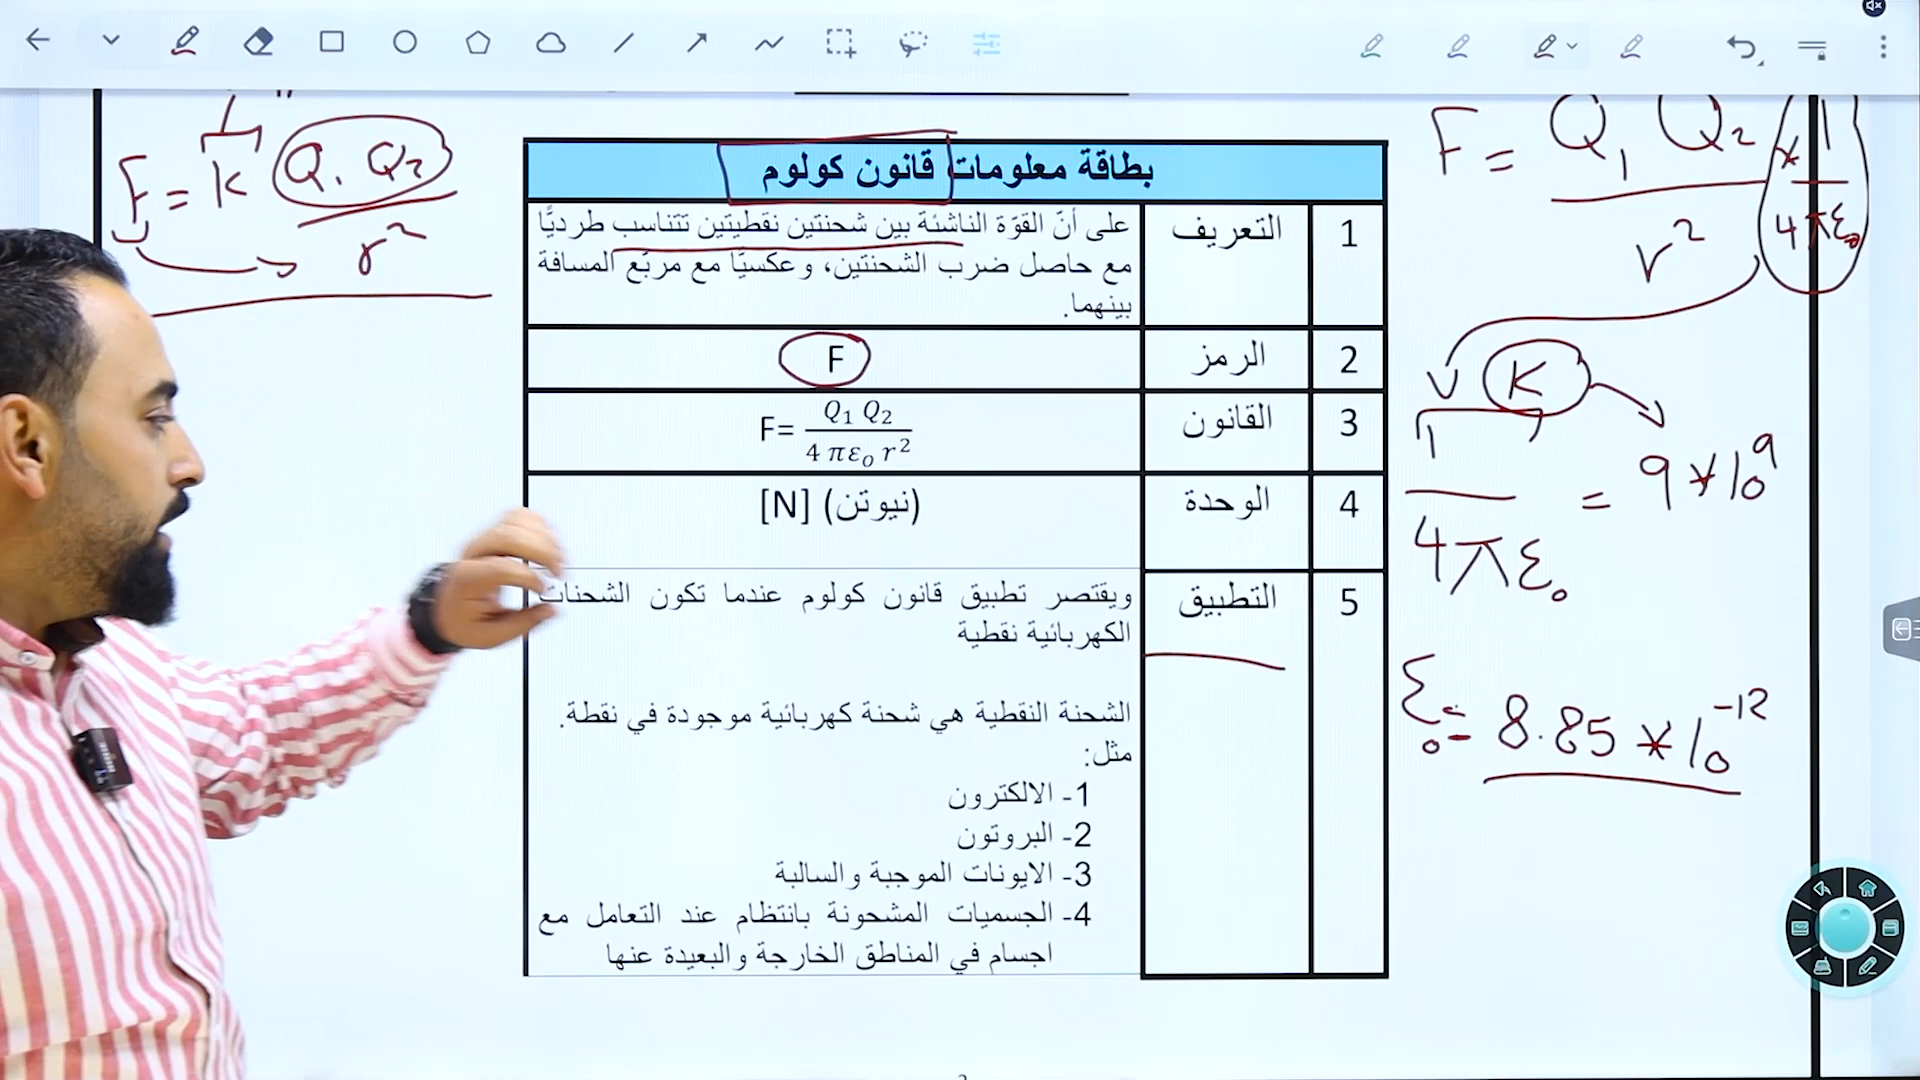 بطاقة معلومات قانون كولوم
1 التعريف على أنّ القوّة الناشئة بين شحنتين نقطيتين تتناسب طرديًّا
مع حاصل ضرب الشحنتين، وعكسيًّا مع مربّع المسافة
بينهما.
2 الرمز F
3 القانون F= Q₁ Q₂ / 4 πε₀ r²
4 الوحدة (نيوتن) [N]
5 التطبيق ويقتصر تطبيق قانون كولوم عندما تكون الشحنات
الكهربائية نقطية
الشحنة النقطية هي شحنة كهربائية موجودة في نقطة.
مثل:
1- الالكترون
2- البروتون
3- الايونات الموجبة والسالبة
4- الجسميات المشحونة بانتظام عند التعامل مع
اجسام في المناطق الخارجة والبعيدة عنها
F = Q₁ Q₂ / r² * 1 / 4πε₀
K
1 / 4πε₀ = 9 * 10⁹
ε₀ = 8.85 * 10⁻¹²
F = K Q₁ Q₂ / r²